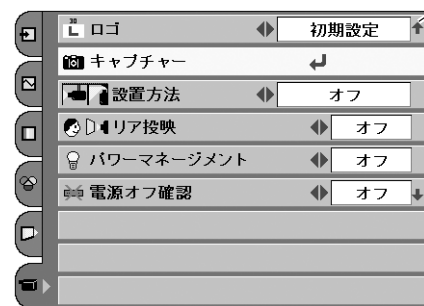 ロゴ 初期設定
キャプチャー
設置方法 オフ
リア投映 オフ
パワーマネージメント オフ
電源オフ確認 オフ